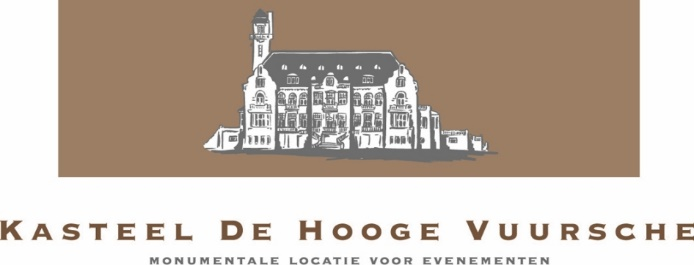 KASTEEL DE HOOGE VUURSCHE
MONUMENTALE LOCATIE VOOR EVENEMENTEN